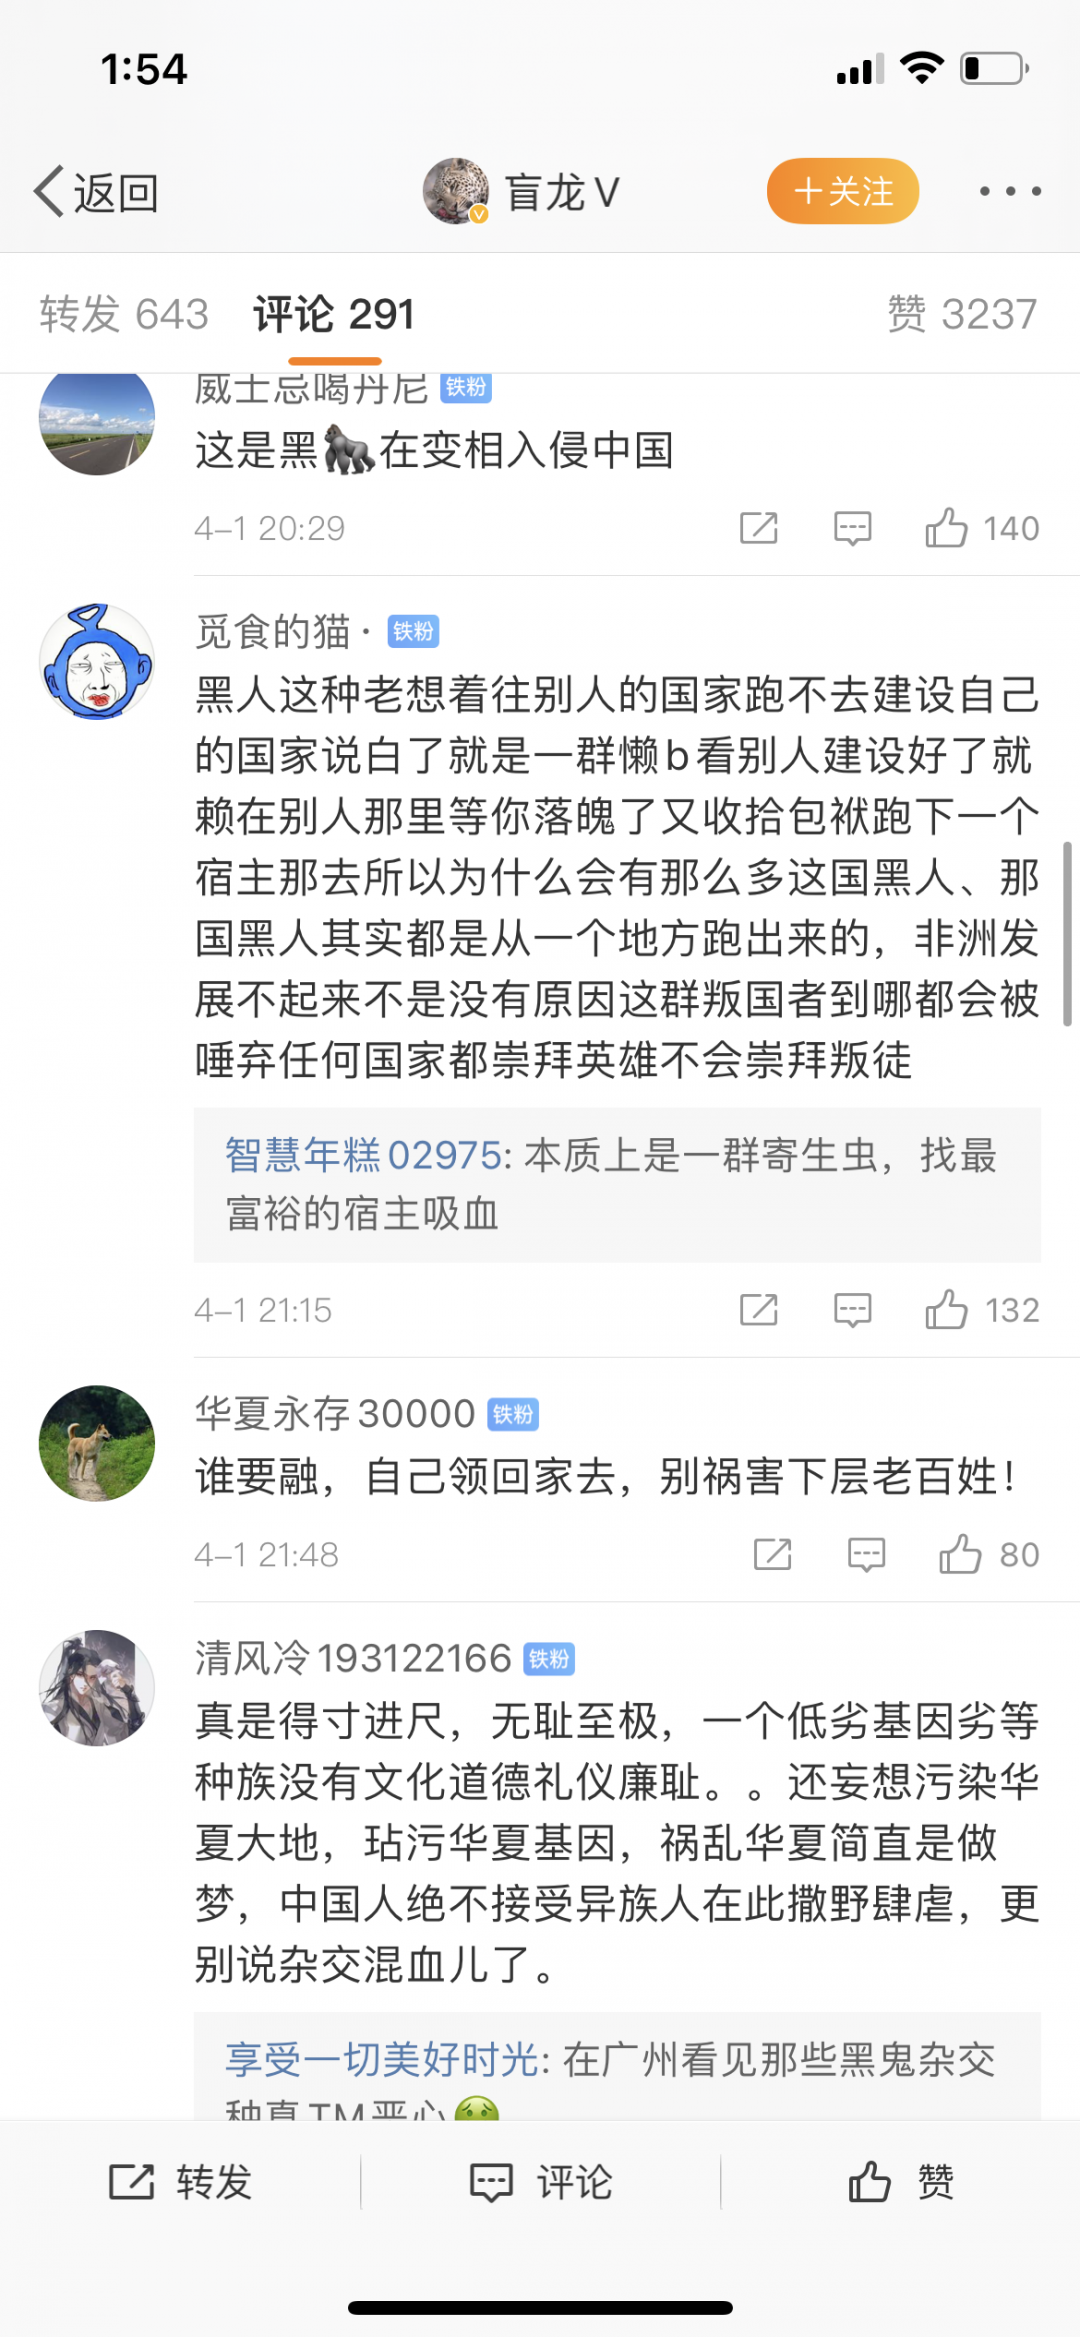 1:54
返回
盲龙V
+关注
转发 643
评论 291
赞 3237
威士忌喝丹尼 铁粉
这是黑🦍在变相入侵中国
4-1 20:29
140
觅食的猫· 铁粉
黑人这种老想着往别人的国家跑不去建设自己
的国家说白了就是一群懒b看别人建设好了就
赖在别人那里等你落魄了又收拾包袱跑下一个
宿主那去所以为什么会有那么多这国黑人、那
国黑人其实都是从一个地方跑出来的，非洲发
展不起来不是没有原因这群叛国者到哪都会被
唾弃任何国家都崇拜英雄不会崇拜叛徒
智慧年糕02975: 本质上是一群寄生虫，找最
富裕的宿主吸血
4-1 21:15
132
华夏永存30000 铁粉
谁要融，自己领回家去，别祸害下层老百姓！
4-1 21:48
80
清风冷193122166 铁粉
真是得寸进尺，无耻至极，一个低劣基因劣等
种族没有文化道德礼仪廉耻。。还妄想污染华
夏大地，玷污华夏基因，祸乱华夏简直是做
梦，中国人绝不接受异族人在此撒野肆虐，更
别说杂交混血儿了。
享受一切美好时光: 在广州看见那些黑鬼杂交
种真TM恶心🤢
转发
评论
赞